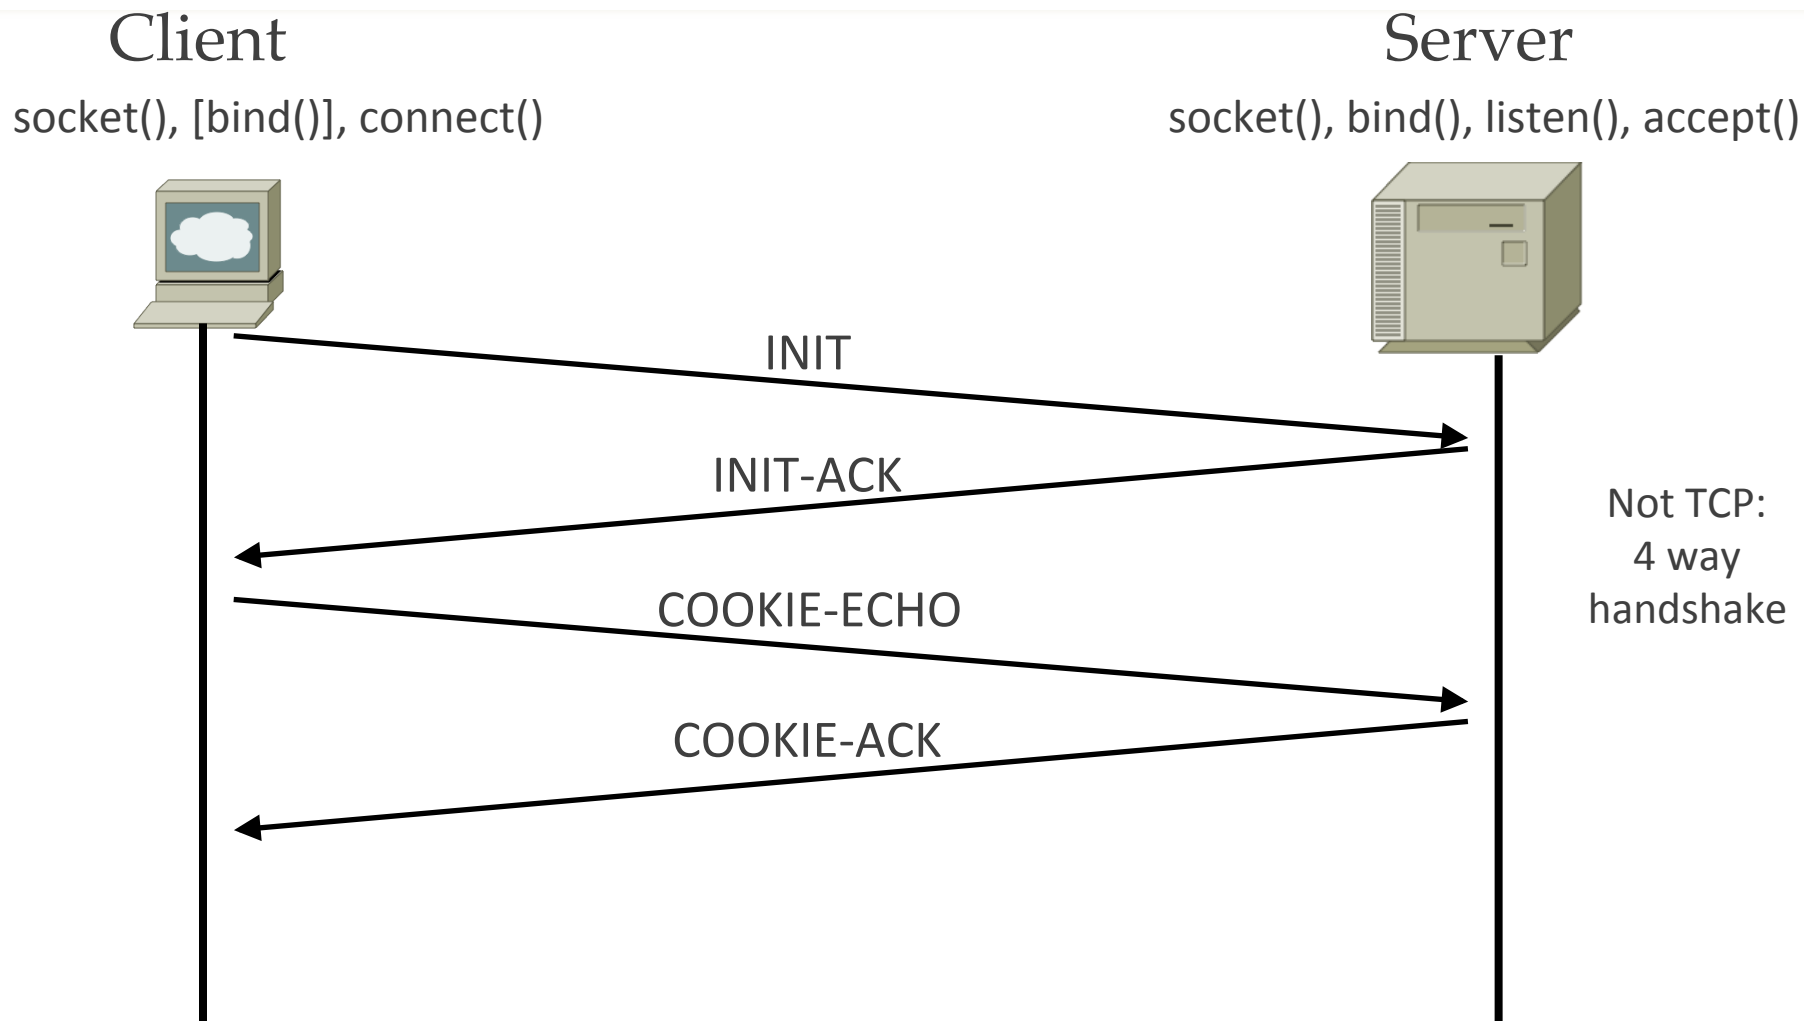 Client
Server
socket(), [bind()], connect()
socket(), bind(), listen(), accept()
INIT
INIT-ACK
Not TCP:
4 way
handshake
COOKIE-ECHO
COOKIE-ACK